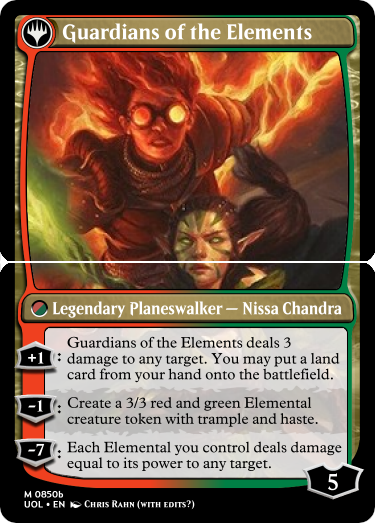 Guardians of the Elements
Legendary Planeswalker — Nissa Chandra
+1: Guardians of the Elements deals 3
damage to any target. You may put a land
card from your hand onto the battlefield.
-1: Create a 3/3 red and green Elemental
creature token with trample and haste.
-7: Each Elemental you control deals damage
equal to its power to any target.
5
M 0850b
UOL • EN Chris Rahn (with edits?)